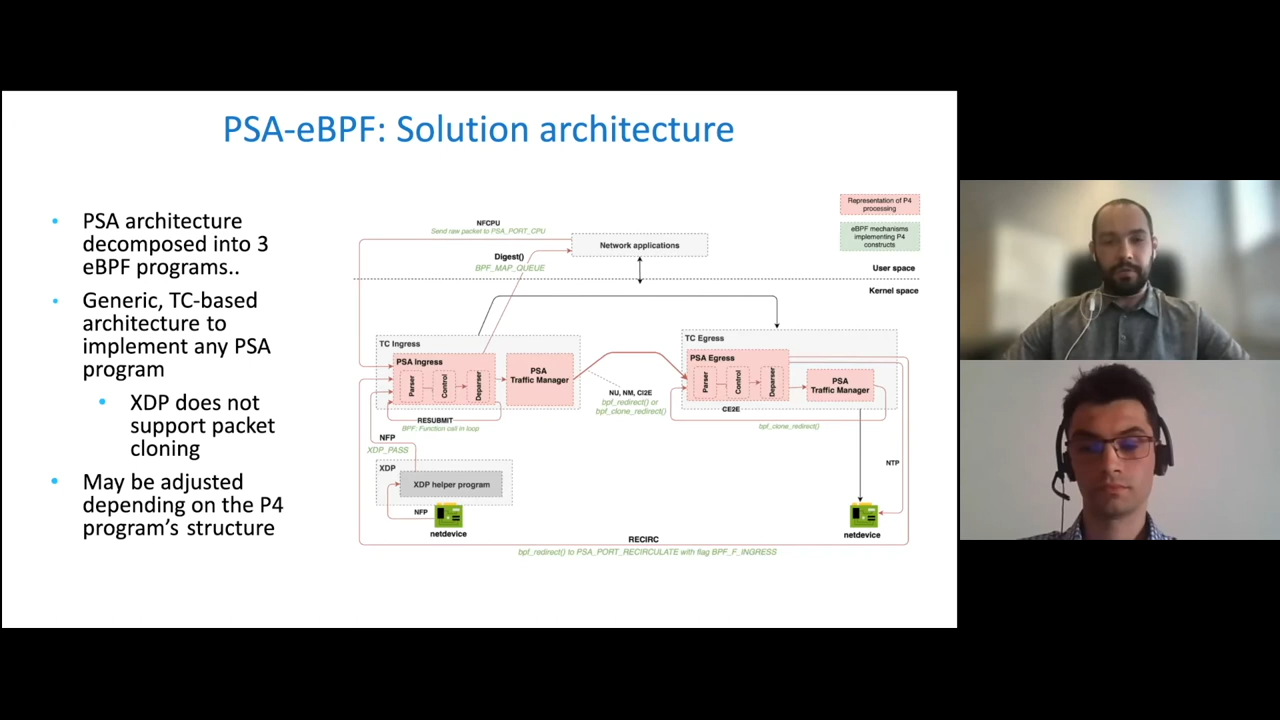 PSA-eBPF: Solution architecture
• PSA architecture
decomposed into 3
eBPF programs..
• Generic, TC-based
architecture to
implement any PSA
program
• XDP does not
support packet
cloning
• May be adjusted
depending on the P4
program's structure
Representation of P4
processing
eBPF mechanisms
implementing P4
constructs
NFCPU
Send raw packet to PSA_PORT_CPU
Network applications
Digest()
BPF_MAP_QUEUE
User space
Kernel space
TC Ingress
PSA Ingress
Parser
Control
Deparser
PSA
Traffic Manager
RESUBMIT
BPF: Function call in loop
NU, NM, CI2E
bpf_redirect() or
bpf_clone_redirect()
TC Egress
PSA Egress
Parser
Control
Deparser
PSA
Traffic Manager
CE2E
bpf_clone_redirect()
NFP
XDP_PASS
XDP
XDP helper program
NFP
netdevice
NTP
netdevice
RECIRC
bpf_redirect() to PSA_PORT_RECIRCULATE with flag BPF_F_INGRESS